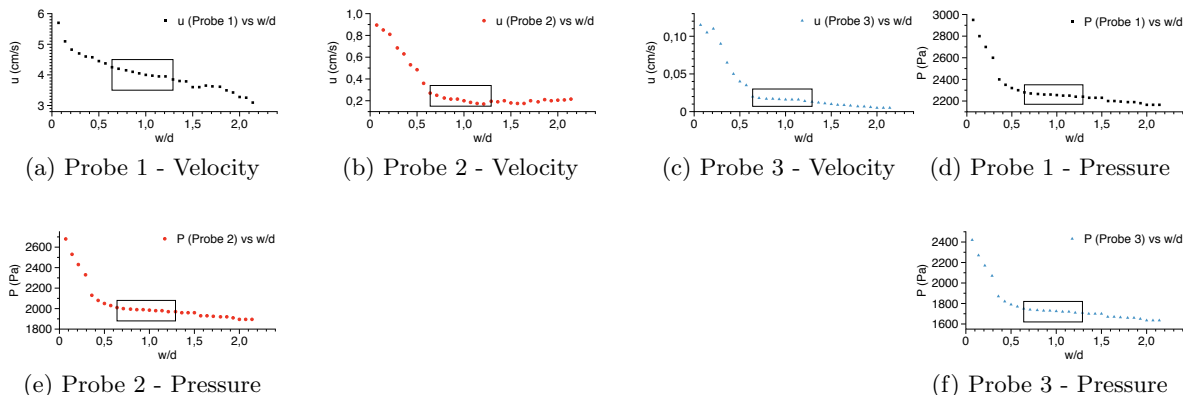 u (Probe 1) vs w/d
u (cm/s)
6
5
4
3
0 0,5 1,0 1,5 2,0
w/d
(a) Probe 1 - Velocity
u (Probe 2) vs w/d
u (cm/s)
1,0
0,8
0,6
0,4
0,2
0 0,5 1,0 1,5 2,0
w/d
(b) Probe 2 - Velocity
u (Probe 3) vs w/d
u (cm/s)
0,10
0,05
0
0 0,5 1,0 1,5 2,0
w/d
(c) Probe 3 - Velocity
P (Probe 1) vs w/d
P (Pa)
3000
2800
2600
2400
2200
0 0,5 1,0 1,5 2,0
w/d
(d) Probe 1 - Pressure
P (Probe 2) vs w/d
P (Pa)
2600
2400
2200
2000
1800
0 0,5 1,0 1,5 2,0
w/d
(e) Probe 2 - Pressure
P (Probe 3) vs w/d
P (Pa)
2400
2200
2000
1800
1600
0 0,5 1,0 1,5 2,0
w/d
(f) Probe 3 - Pressure